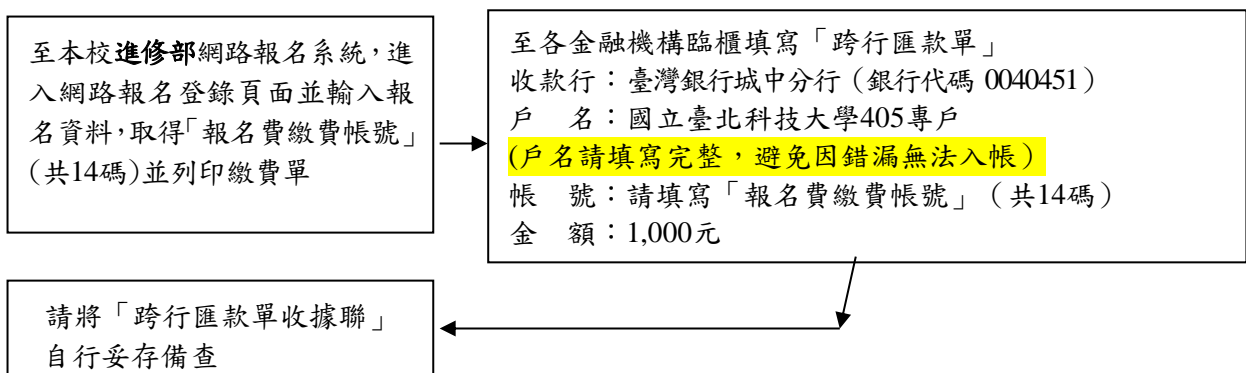 至本校進修部網路報名系統，進
入網路報名登錄頁面並輸入報
名資料，取得「報名費繳費帳號」
(共14碼)並列印繳費單
至各金融機構臨櫃填寫「跨行匯款單」
收款行：臺灣銀行城中分行（銀行代碼 0040451）
戶　名：國立臺北科技大學405專戶
(戶名請填寫完整，避免因錯漏無法入帳）
帳　號：請填寫「報名費繳費帳號」（共14碼）
金　額：1,000元
請將「跨行匯款單收據聯」
自行妥存備查